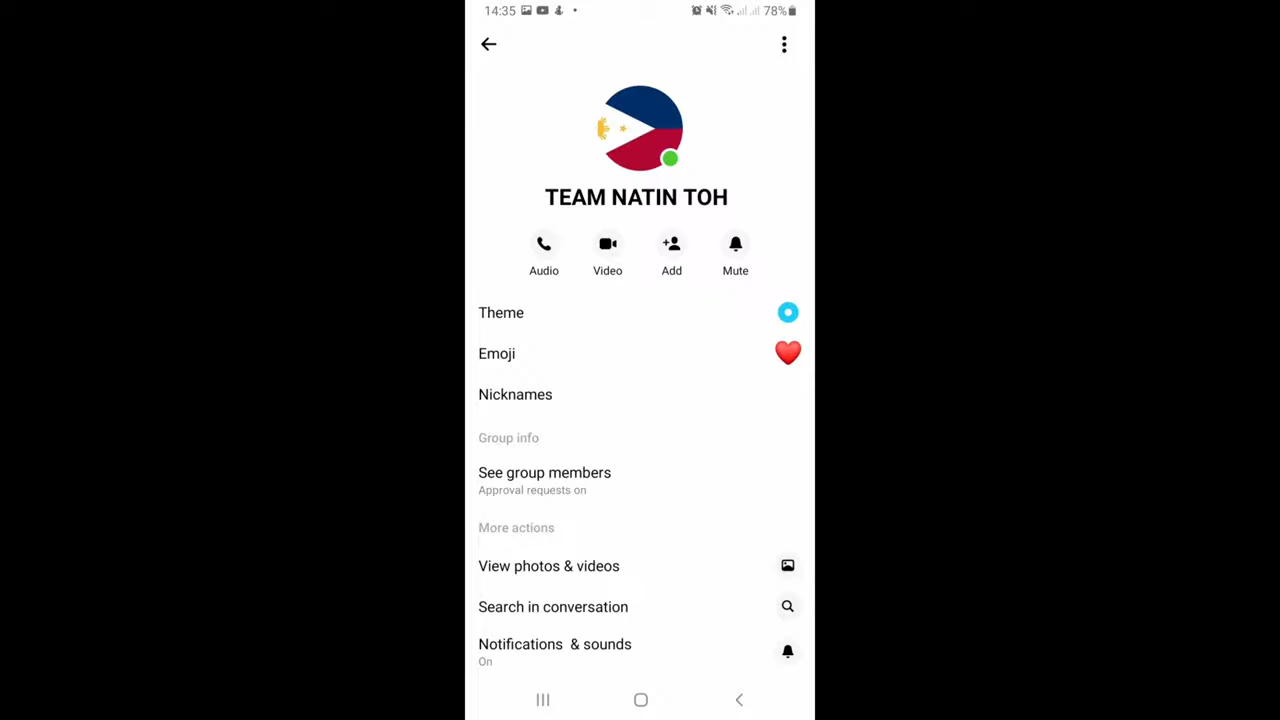 14:35 78%
TEAM NATIN TOH
Audio Video Add Mute
Theme
Emoji
Nicknames
Group info
See group members
Approval requests on
More actions
View photos & videos
Search in conversation
Notifications & sounds
On